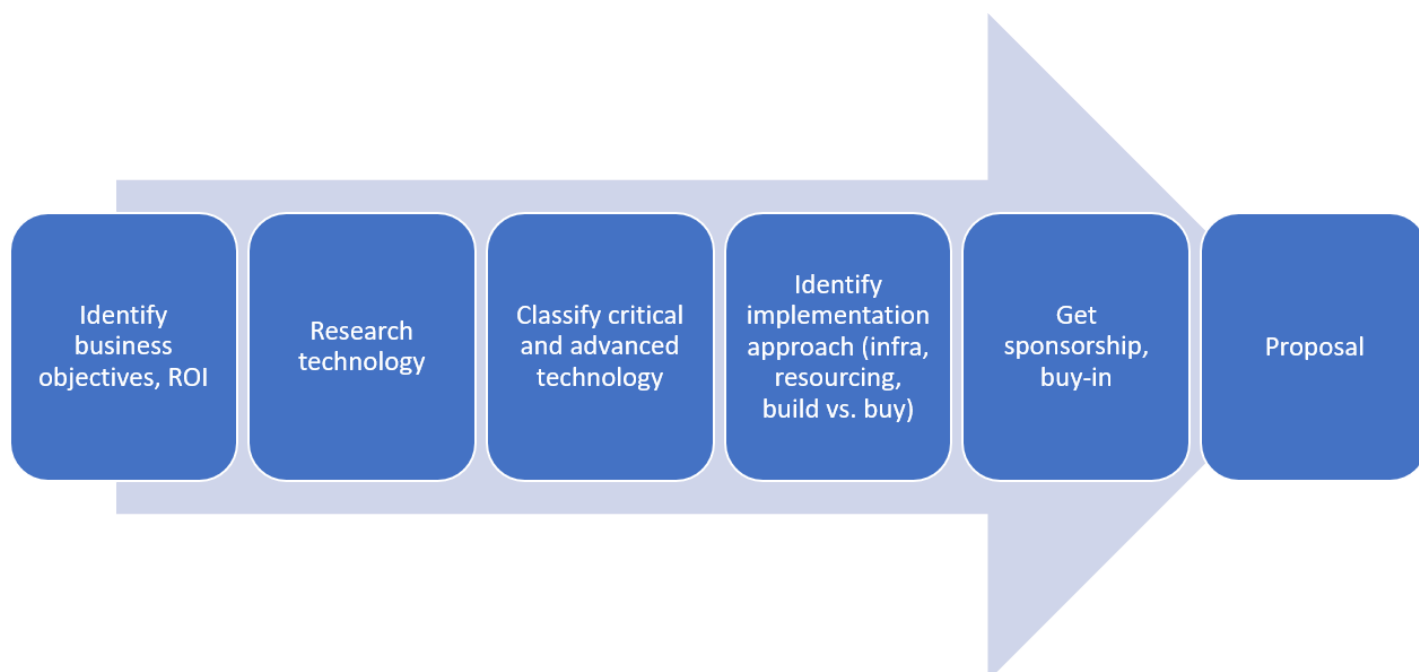 Identify
business
objectives, ROI
Research
technology
Classify critical
and advanced
technology
Identify
implementation
approach (infra,
resourcing,
build vs. buy)
Get
sponsorship,
buy-in
Proposal